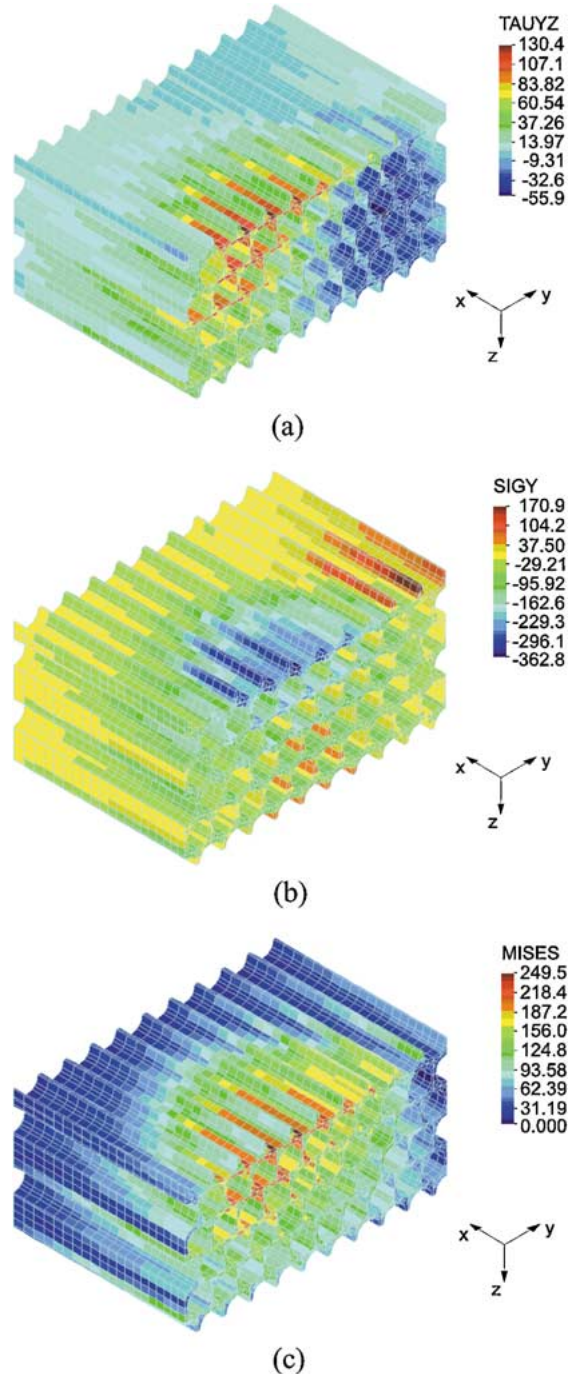 TAUYZ
130.4
107.1
83.82
60.54
37.26
13.97
-9.31
-32.6
-55.9
x
y
z
(a)
SIGY
170.9
104.2
37.50
-29.21
-95.92
-162.6
-229.3
-296.1
-362.8
x
y
z
(b)
MISES
249.5
218.4
187.2
156.0
124.8
93.58
62.39
31.19
0.000
x
y
z
(c)